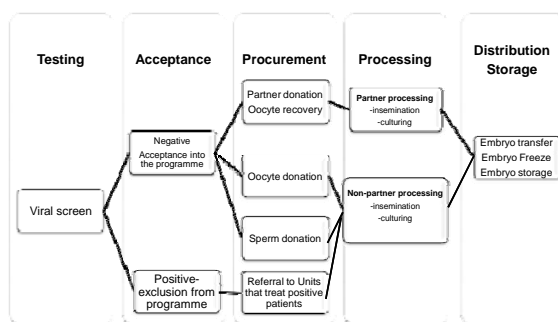 Testing
Acceptance
Procurement
Processing
Distribution
Storage
Viral screen
Negative
Acceptance into
the programme
Positive-
exclusion from
programme
Partner donation
Oocyte recovery
Oocyte donation
Sperm donation
Referral to Units
that treat positive
patients
Partner processing
-insemination
-culturing
Non-partner processing
-insemination
-culturing
Embryo transfer
Embryo Freeze
Embryo storage